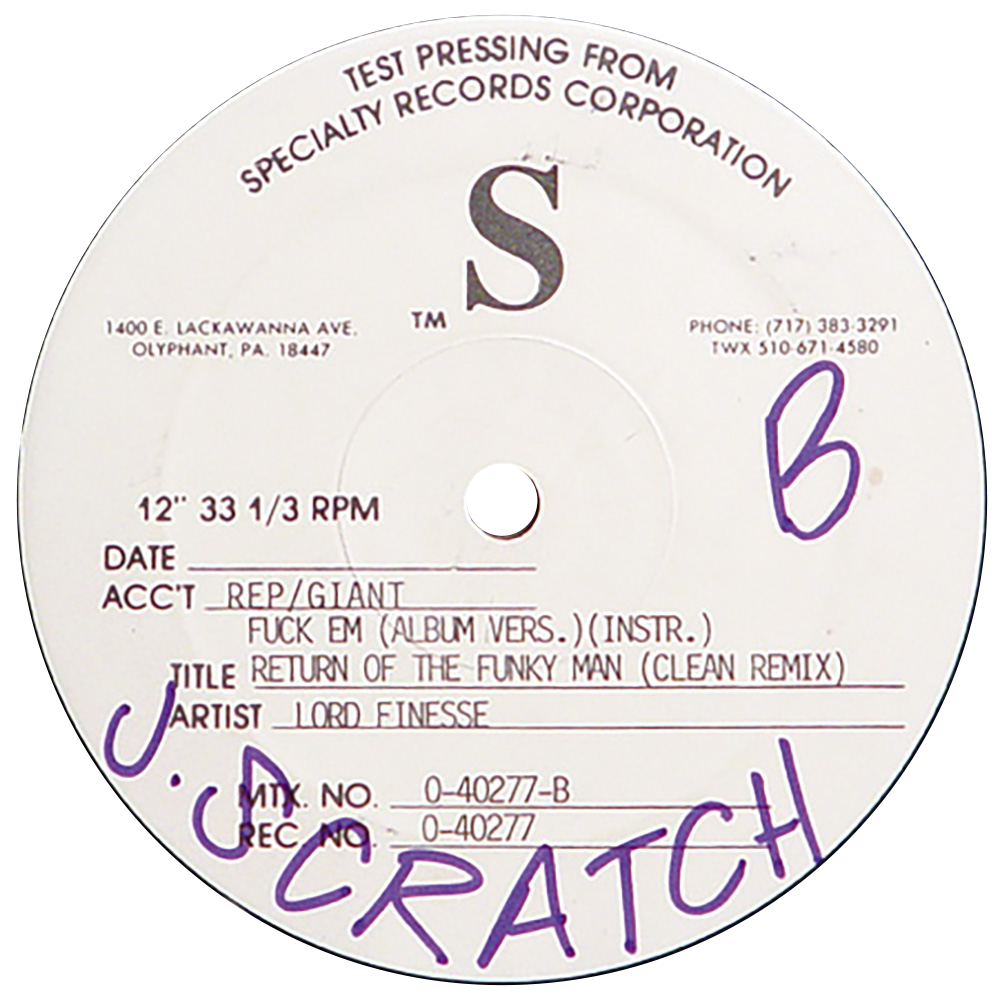 TEST PRESSING FROM
SPECIALTY RECORDS CORPORATION
S
TM
1400 E. LACKAWANNA AVE.
OLYPHANT, PA. 18447
PHONE: (717) 383-3291
TWX 510-671-4580
B
12" 33 1/3 RPM
DATE
ACC'T REP/GIANT
FUCK EM (ALBUM VERS.)(INSTR.)
TITLE RETURN OF THE FUNKY MAN (CLEAN REMIX)
ARTIST LORD FINESSE
MTX. NO. 0-40277-B
REC. NO. 0-40277
J.SCRATCH